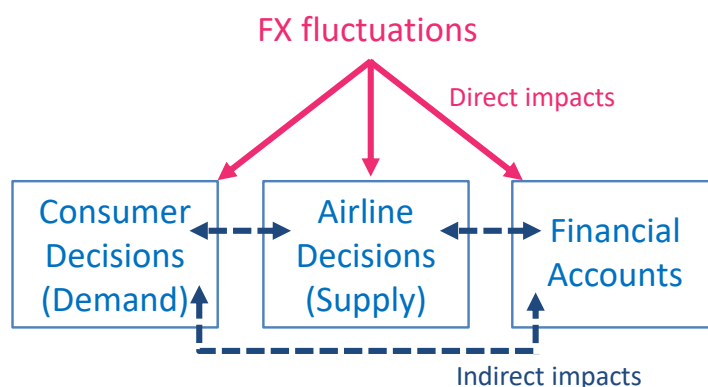 FX fluctuations
Direct impacts
Consumer
Decisions
(Demand)
Airline
Decisions
(Supply)
Financial
Accounts
Indirect impacts